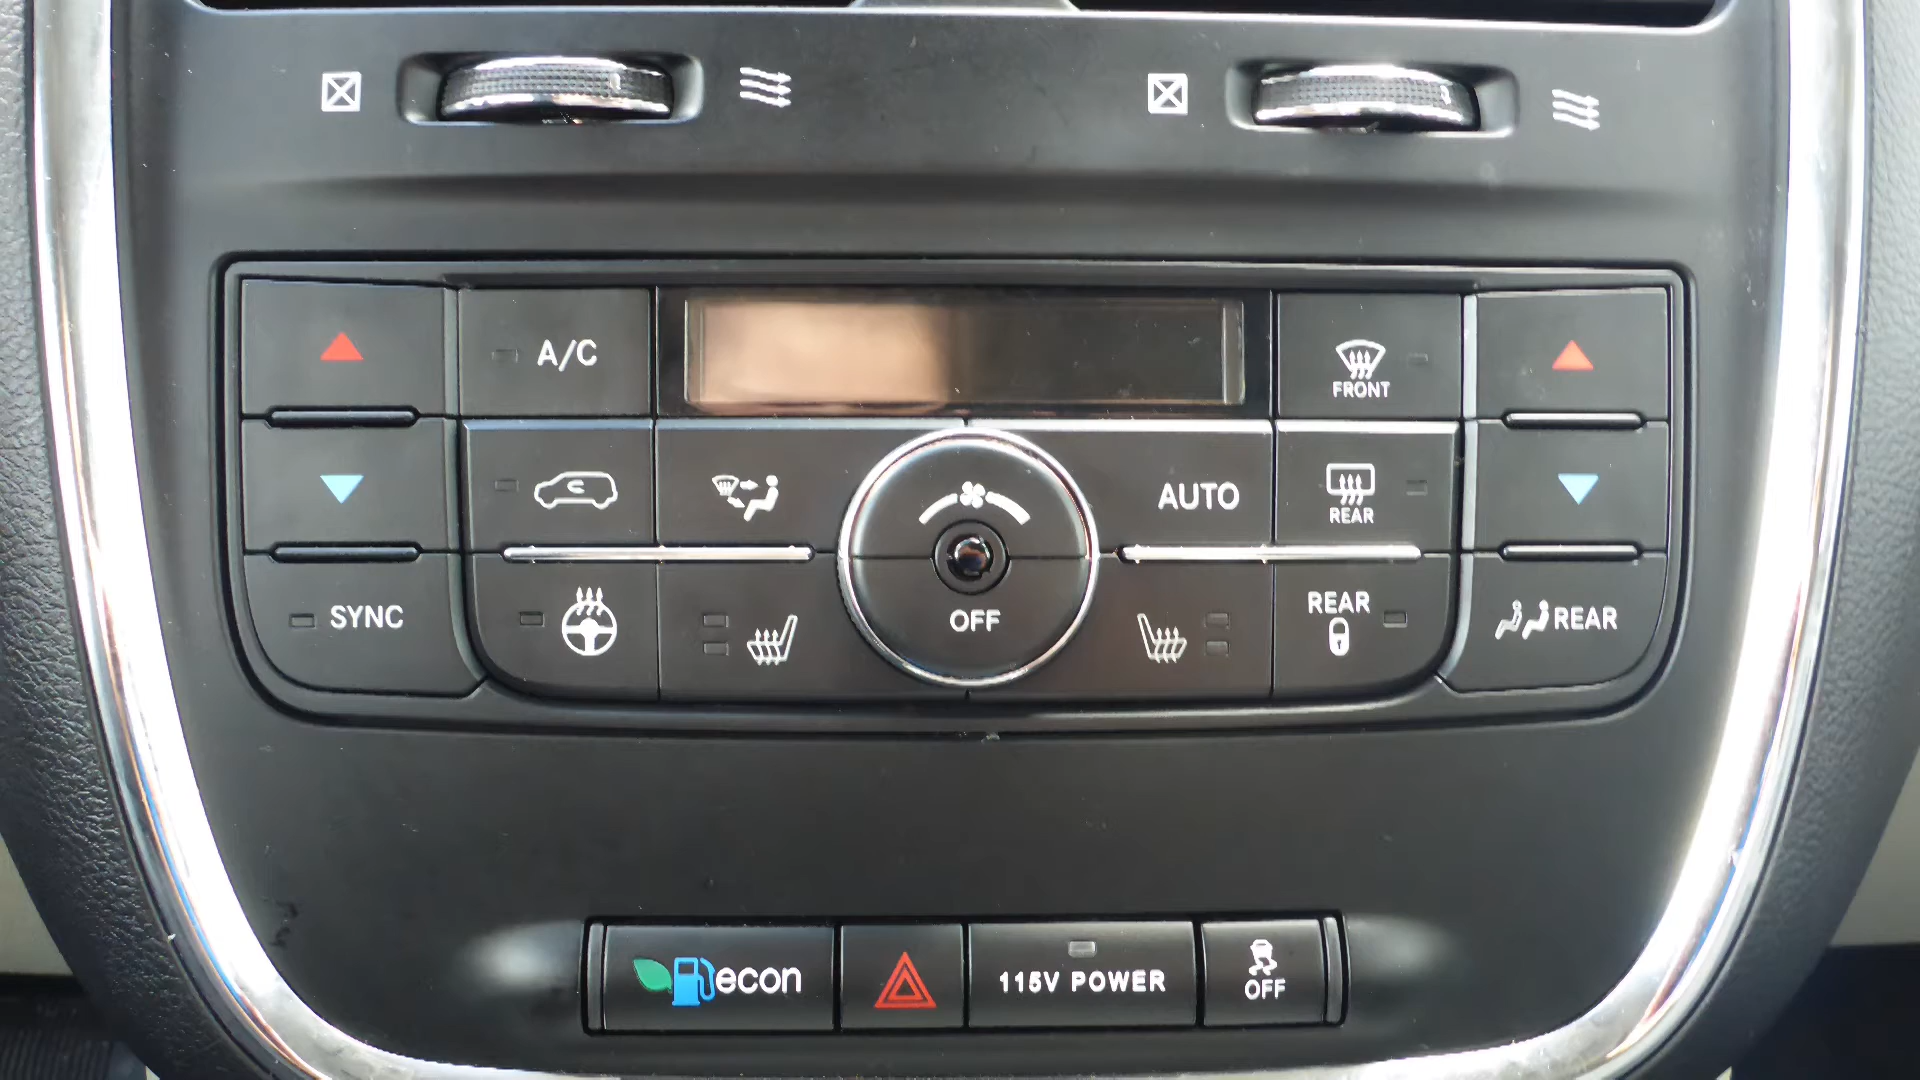 A/C
FRONT
AUTO
REAR
SYNC
OFF
REAR
REAR
econ
115V POWER
OFF